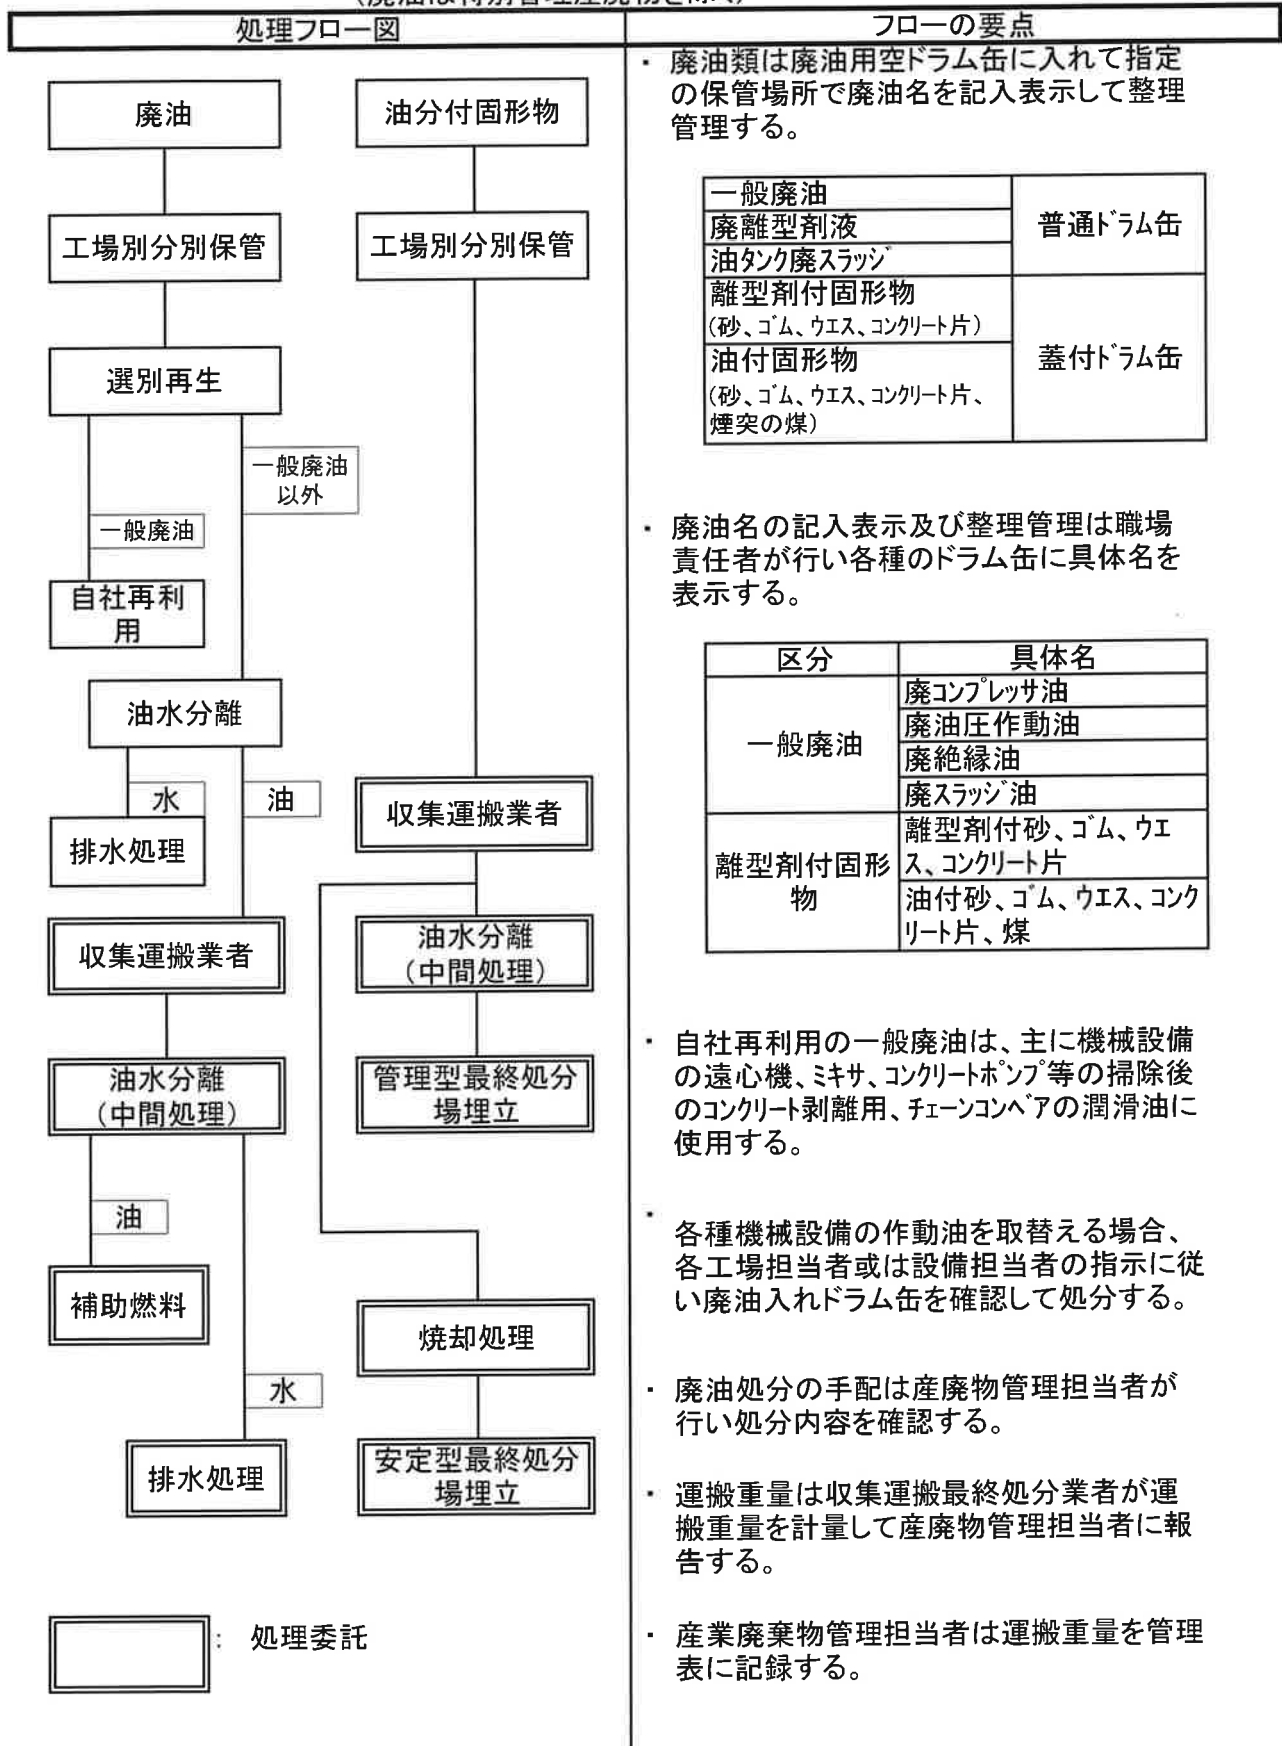 処理フロー図
フローの要点
廃油
油分付固形物
工場別分別保管
工場別分別保管
選別再生
一般廃油
以外
一般廃油
自社再利
用
油水分離
水
油
排水処理
収集運搬業者
収集運搬業者
油水分離
(中間処理)
油水分離
(中間処理)
管理型最終処分
場埋立
油
補助燃料
焼却処理
水
排水処理
安定型最終処分
場埋立
: 処理委託
・ 廃油類は廃油用空ドラム缶に入れて指定
の保管場所で廃油名を記入表示して整理
管理する。
一般廃油
廃離型剤液
油ﾀﾝｸ廃ｽﾗｯｼﾞ
普通ﾄﾞﾗﾑ缶
離型剤付固形物
(砂、ｺﾞﾑ、ｳｴｽ、ｺﾝｸﾘｰﾄ片)
油付固形物
(砂、ｺﾞﾑ、ｳｴｽ、ｺﾝｸﾘｰﾄ片、
煙突の煤)
蓋付ﾄﾞﾗﾑ缶
・ 廃油名の記入表示及び整理管理は職場
責任者が行い各種のドラム缶に具体名を
表示する。
区分
具体名
一般廃油
廃ｺﾝﾌﾟﾚｯｻ油
廃油圧作動油
廃絶縁油
廃ｽﾗｯｼﾞ油
離型剤付固形
物
離型剤付砂、ｺﾞﾑ、ｳｴ
ｽ、ｺﾝｸﾘｰﾄ片
油付砂、ｺﾞﾑ、ｳｴｽ、ｺﾝｸ
ﾘｰﾄ片、煤
・ 自社再利用の一般廃油は、主に機械設備
の遠心機、ﾐｷｻ、ｺﾝｸﾘｰﾄﾎﾟﾝﾌﾟ等の掃除後
のｺﾝｸﾘｰﾄ剥離用、ﾁｪｰﾝｺﾝﾍﾞｱの潤滑油に
使用する。
・
各種機械設備の作動油を取替える場合、
各工場担当者或は設備担当者の指示に従
い廃油入れドラム缶を確認して処分する。
・ 廃油処分の手配は産廃物管理担当者が
行い処分内容を確認する。
・ 運搬重量は収集運搬最終処分業者が運
搬重量を計量して産廃物管理担当者に報
告する。
・ 産業廃棄物管理担当者は運搬重量を管理
表に記録する。